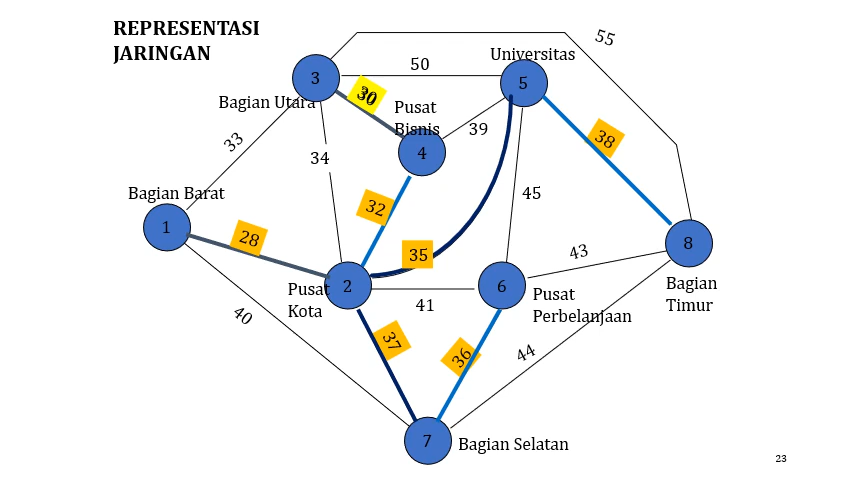 REPRESENTASI
JARINGAN
55
Universitas
50
3
5
30
Bagian Utara
Pusat
Bisnis
39
38
33
34
4
Bagian Barat
45
32
1
28
35
43
8
2
6
Pusat
Kota
41
Pusat
Perbelanjaan
Bagian
Timur
40
37
36
44
7
Bagian Selatan
23